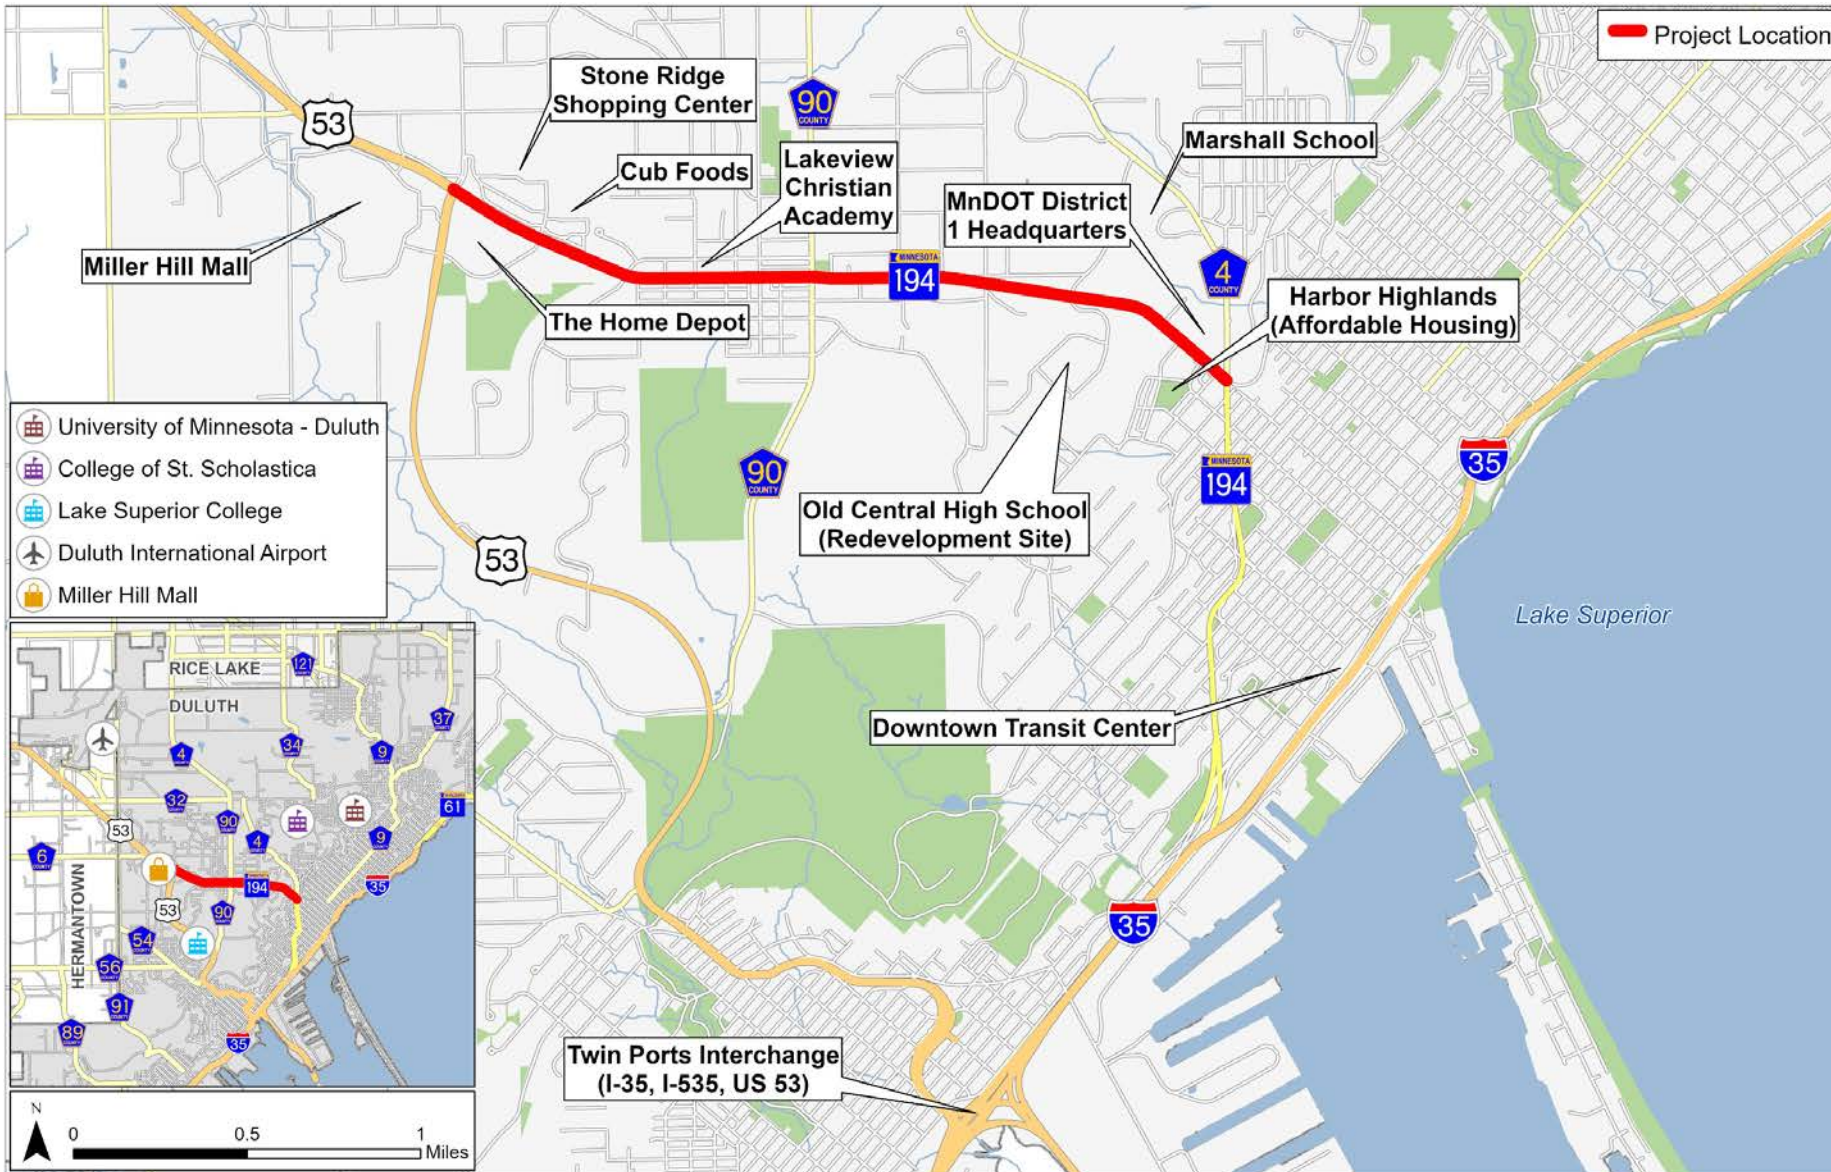 Project Location
53
Stone Ridge
Shopping Center
90
COUNTY
Cub Foods
Lakeview
Christian
Academy
Marshall School
MnDOT District
1 Headquarters
Miller Hill Mall
MINNESOTA
194
4
COUNTY
Harbor Highlands
(Affordable Housing)
The Home Depot
University of Minnesota - Duluth
College of St. Scholastica
Lake Superior College
Duluth International Airport
Miller Hill Mall
90
COUNTY
35
MINNESOTA
194
Old Central High School
(Redevelopment Site)
53
Lake Superior
Downtown Transit Center
35
Twin Ports Interchange
(I-35, I-535, US 53)
RICE LAKE
121
DULUTH
37
4
34
9
32
61
90
53
4
9
6
194
35
HERMANTOWN
53
90
54
56
91
89
35
N
0
0.5
1
Miles